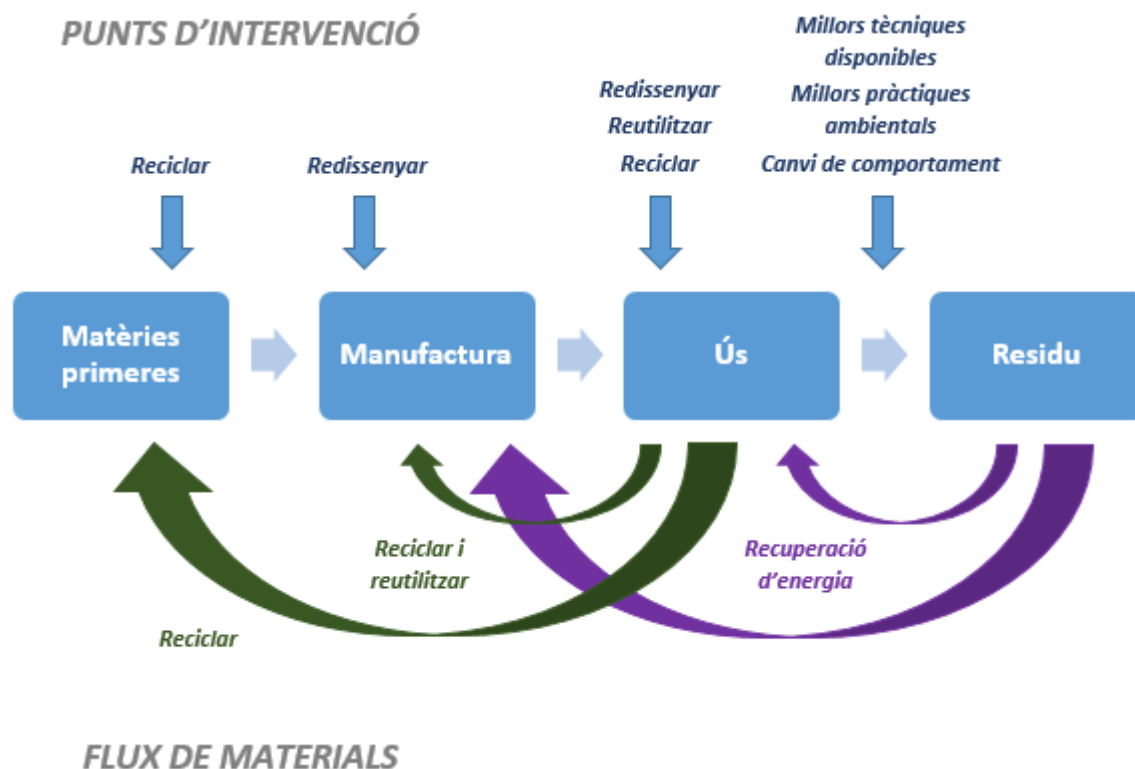 PUNTS D'INTERVENCIÓ
Millors tècniques
disponibles
Millors pràctiques
ambientals
Canvi de comportament
Redissenyar
Reutilitzar
Reciclar
Redissenyar
Reciclar
Matèries
primeres
Manufactura
Ús
Residu
Reciclar i
reutilitzar
Recuperació
d'energia
Reciclar
FLUX DE MATERIALS